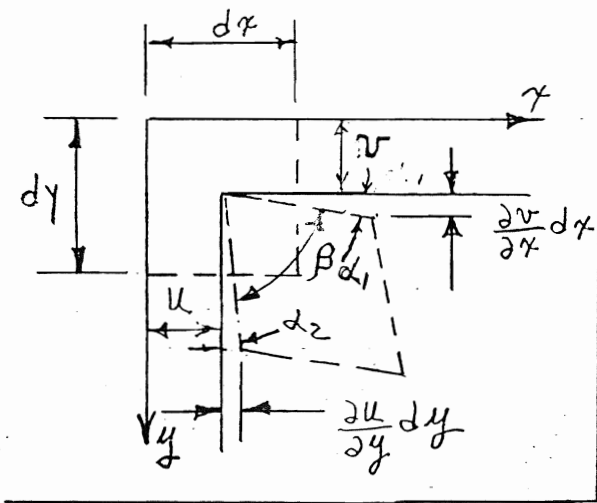 dx
x
v
dy
∂v/∂x dx
β
α₁
u
α₂
∂u/∂y dy
y